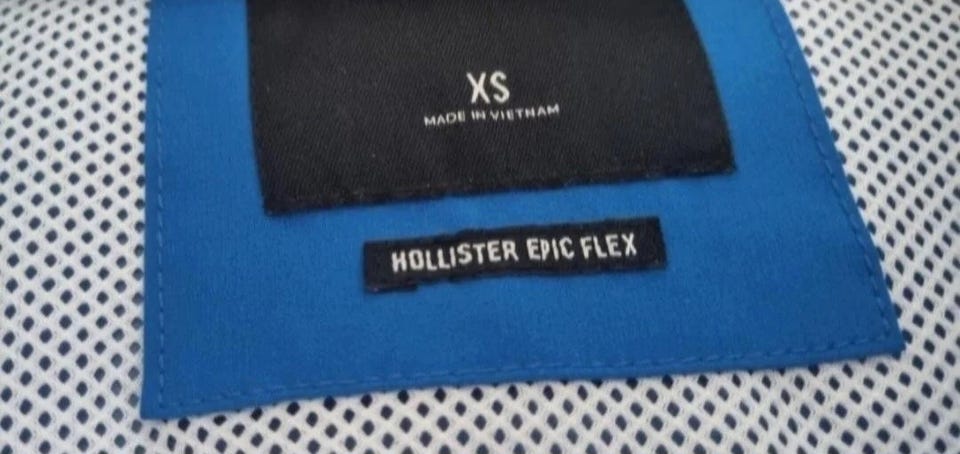 XS
MADE IN VIETNAM
HOLLISTER EPIC FLEX